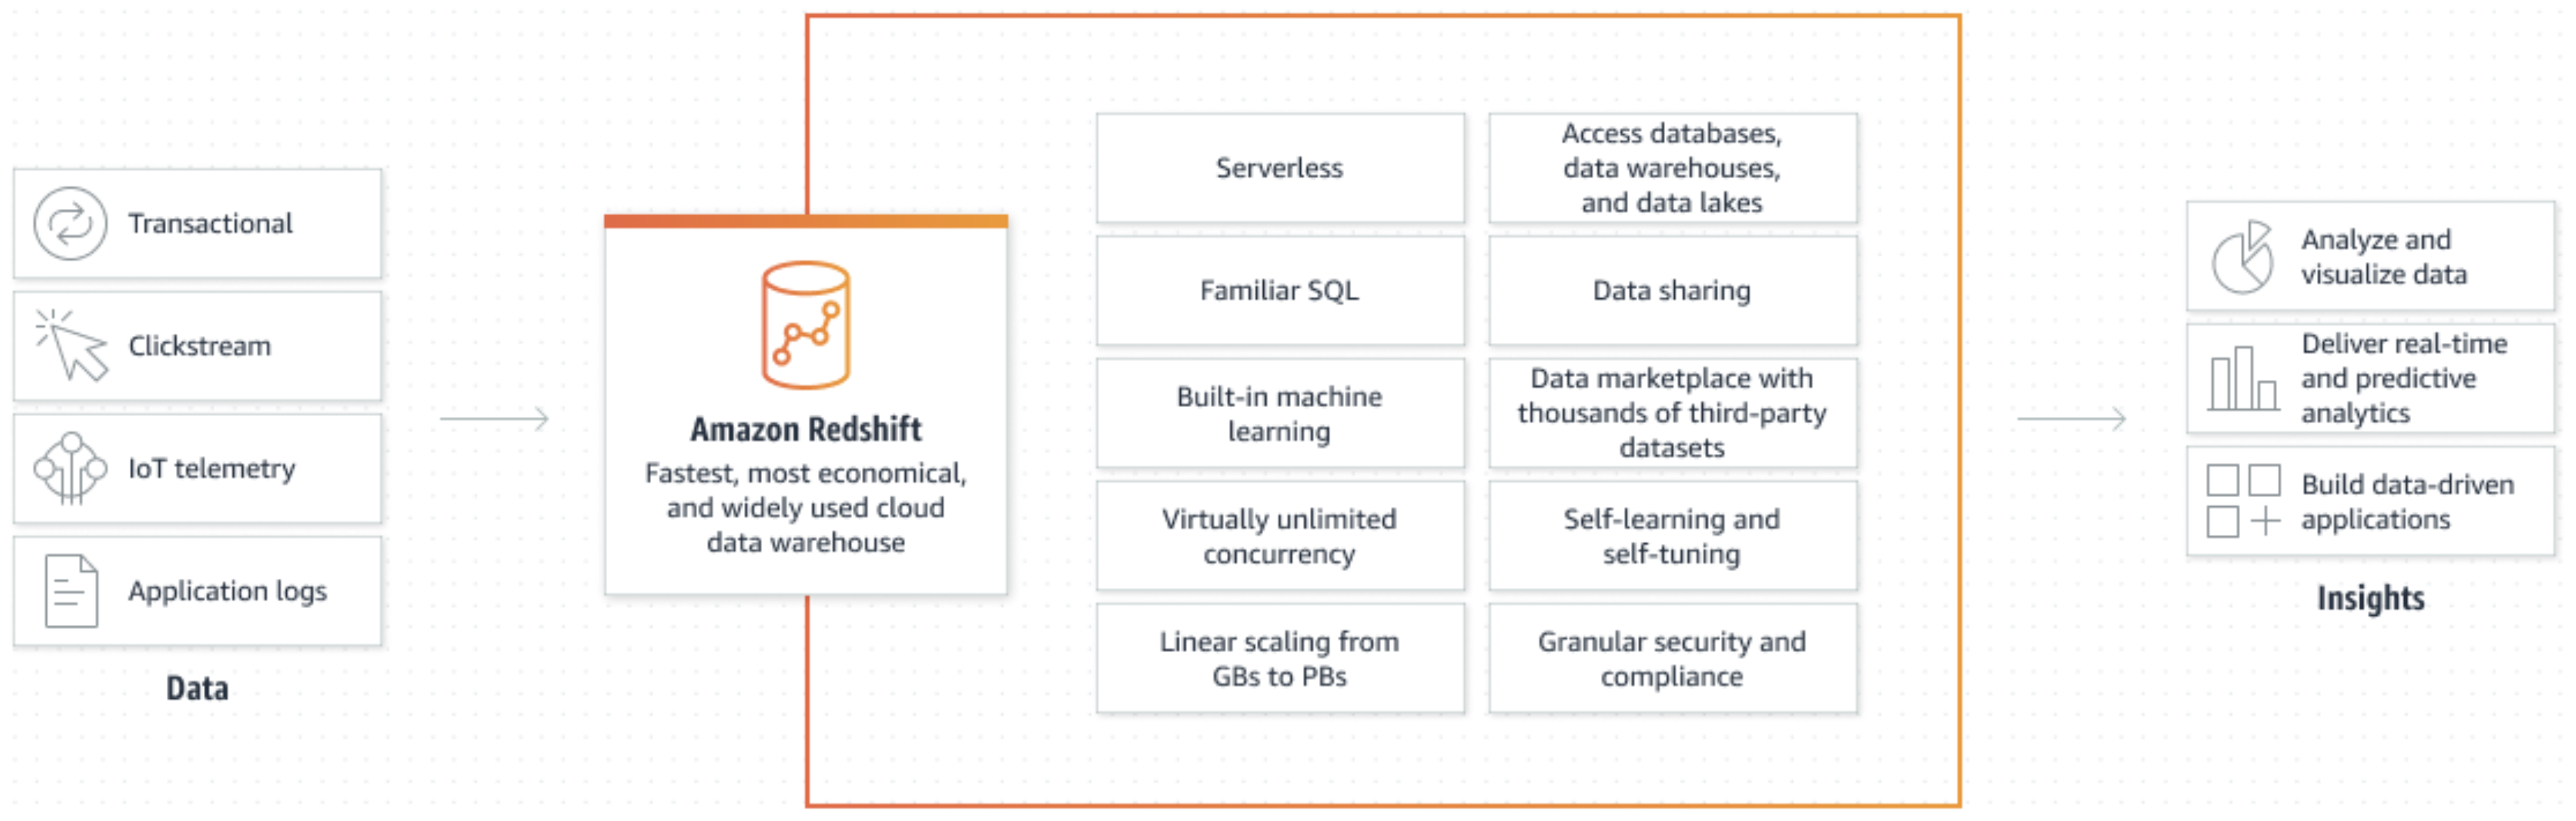 Transactional
Clickstream
IoT telemetry
Application logs
Data
Amazon Redshift
Fastest, most economical,
and widely used cloud
data warehouse
Serverless
Access databases,
data warehouses,
and data lakes
Familiar SQL
Data sharing
Built-in machine
learning
Data marketplace with
thousands of third-party
datasets
Virtually unlimited
concurrency
Self-learning and
self-tuning
Linear scaling from
GBs to PBs
Granular security and
compliance
Analyze and
visualize data
Deliver real-time
and predictive
analytics
Build data-driven
applications
Insights